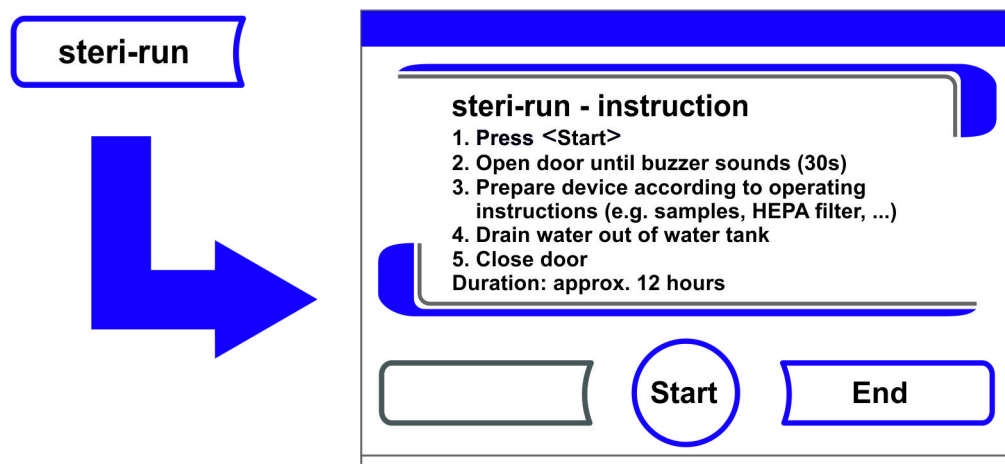 steri-run
steri-run - instruction
1. Press <Start>
2. Open door until buzzer sounds (30s)
3. Prepare device according to operating
instructions (e.g. samples, HEPA filter, ...)
4. Drain water out of water tank
5. Close door
Duration: approx. 12 hours
Start
End